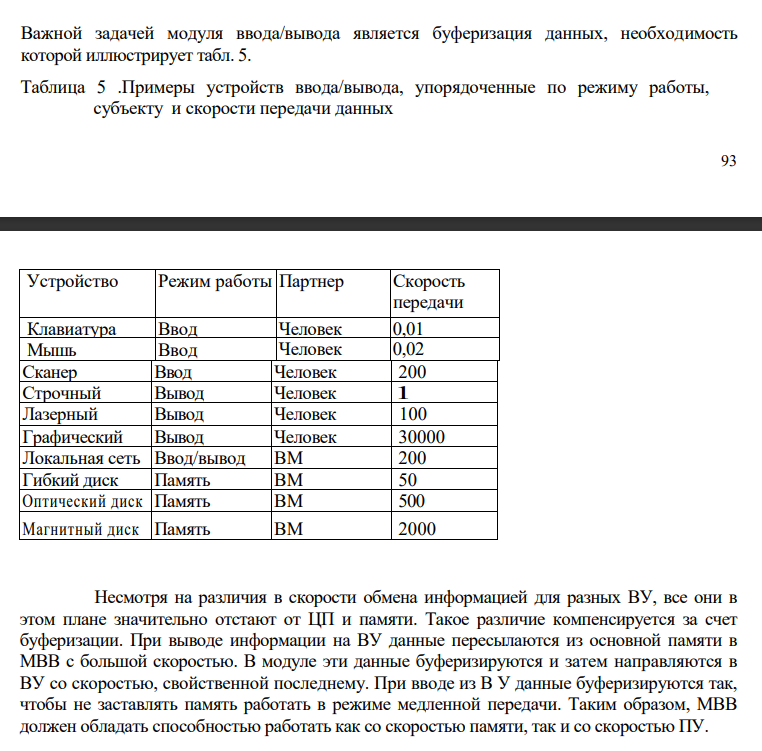 Важной задачей модуля ввода/вывода является буферизация данных, необходимость
которой иллюстрирует табл. 5.
Таблица 5 .Примеры устройств ввода/вывода, упорядоченные по режиму работы,
субъекту и скорости передачи данных
93
Устройство Режим работы Партнер Скорость
передачи
Клавиатура Ввод Человек 0,01
Мышь Ввод Человек 0,02
Сканер Ввод Человек 200
Строчный Вывод Человек 1
Лазерный Вывод Человек 100
Графический Вывод Человек 30000
Локальная сеть Ввод/вывод ВМ 200
Гибкий диск Память ВМ 50
Оптический диск Память ВМ 500
Магнитный диск Память ВМ 2000
Несмотря на различия в скорости обмена информацией для разных ВУ, все они в
этом плане значительно отстают от ЦП и памяти. Такое различие компенсируется за счет
буферизации. При выводе информации на ВУ данные пересылаются из основной памяти в
МВВ с большой скоростью. В модуле эти данные буферизируются и затем направляются в
ВУ со скоростью, свойственной последнему. При вводе из В У данные буферизируются так,
чтобы не заставлять память работать в режиме медленной передачи. Таким образом, МВВ
должен обладать способностью работать как со скоростью памяти, так и со скоростью ПУ.